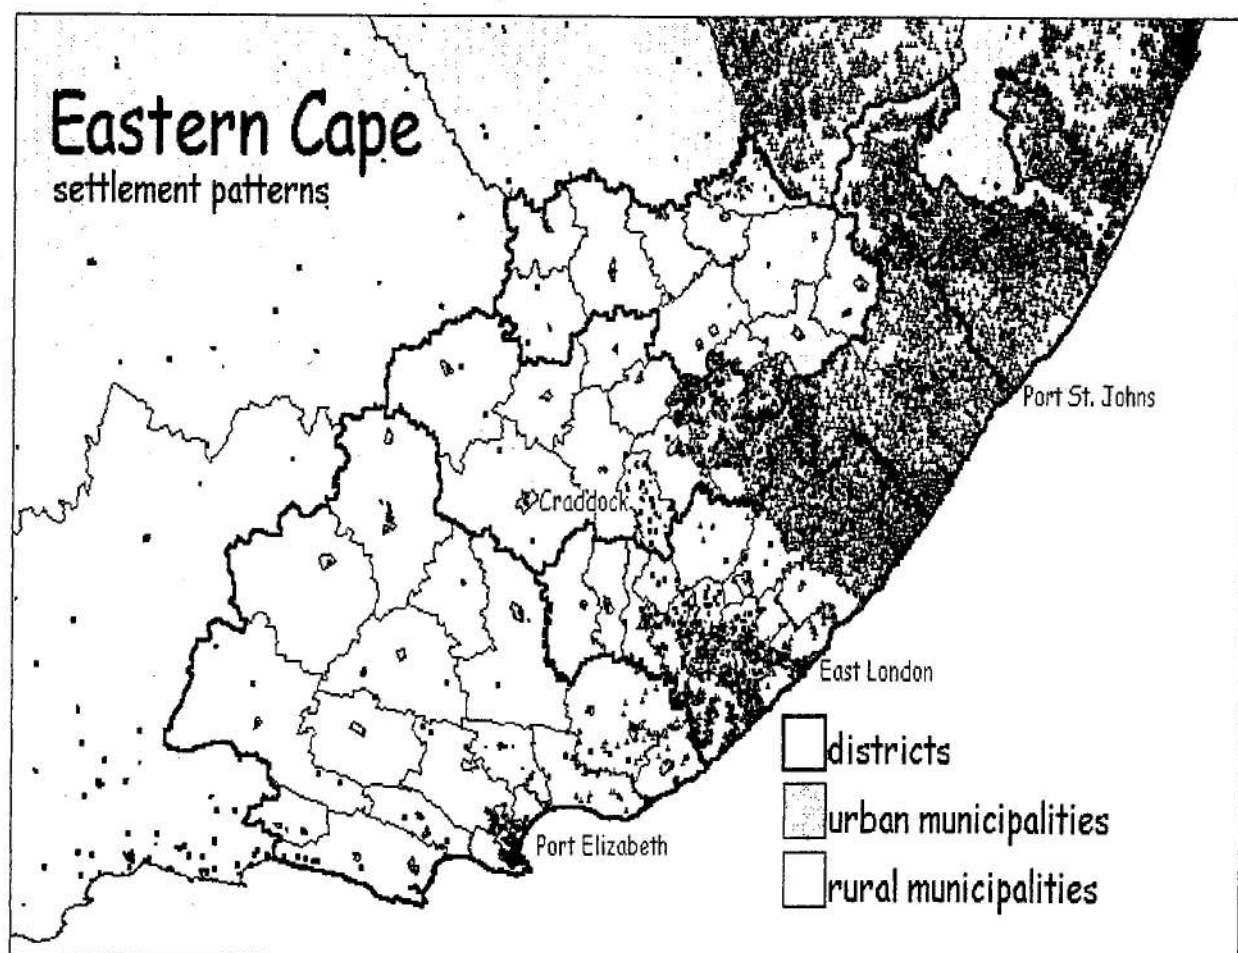 Eastern Cape
settlement patterns
Port St. Johns
Craddock
East London
districts
urban municipalities
Port Elizabeth
rural municipalities